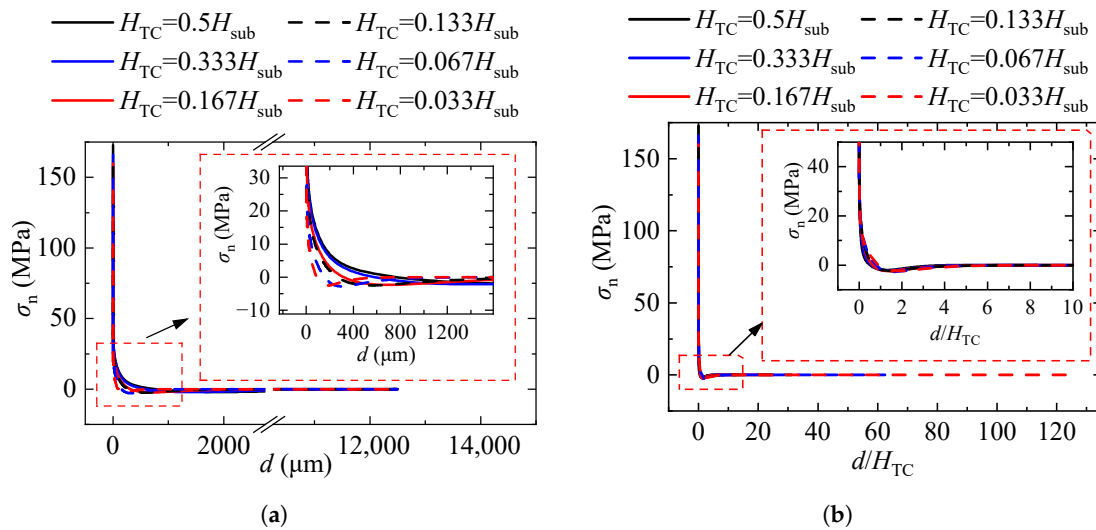 H_TC=0.5H_sub H_TC=0.133H_sub
H_TC=0.333H_sub H_TC=0.067H_sub
H_TC=0.167H_sub H_TC=0.033H_sub
σ_n (MPa)
150
100
50
0
0 2000 12,000 14,000
d (μm)
σ_n (MPa)
30
20
10
0
−10
0 400 800 1200
d (μm)
(a)
H_TC=0.5H_sub H_TC=0.133H_sub
H_TC=0.333H_sub H_TC=0.067H_sub
H_TC=0.167H_sub H_TC=0.033H_sub
σ_n (MPa)
150
125
100
75
50
25
0
0 20 40 60 80 100 120
d/H_TC
σ_n (MPa)
40
20
0
0 2 4 6 8 10
d/H_TC
(b)